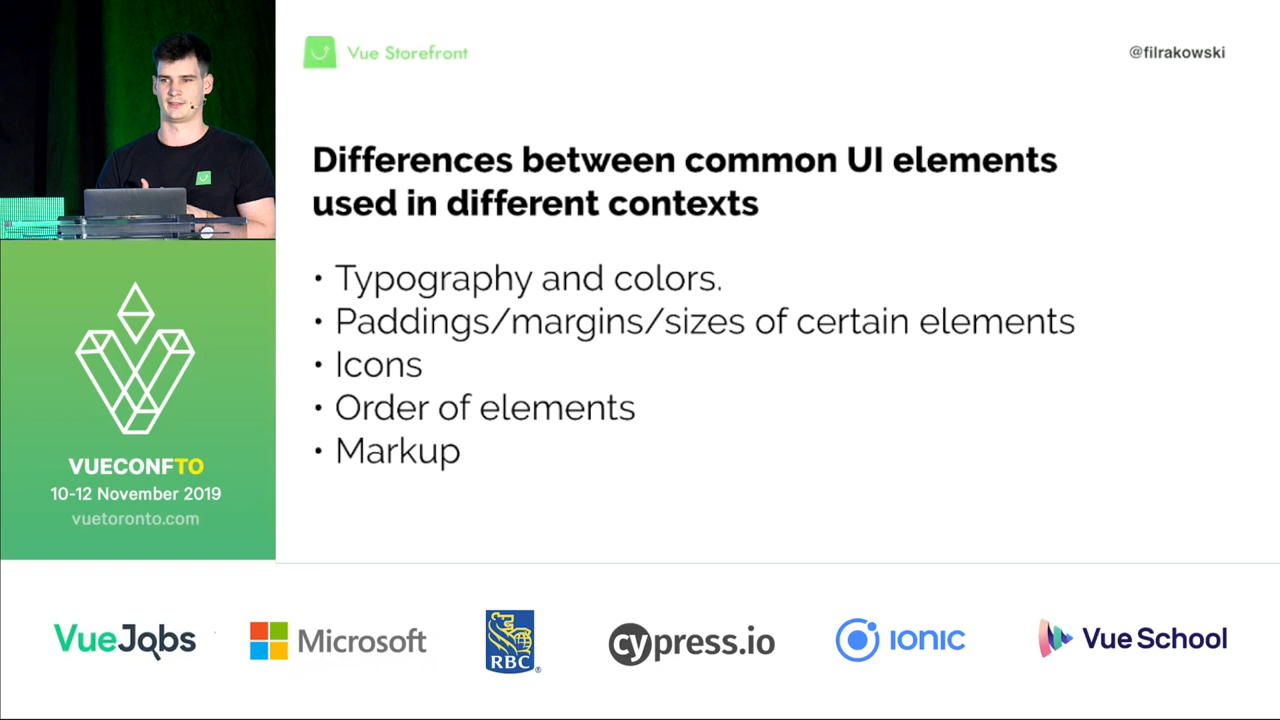 Vue Storefront
@filrakowski
Differences between common UI elements
used in different contexts
• Typography and colors.
• Paddings/margins/sizes of certain elements
• Icons
• Order of elements
• Markup
VUECONFTO
10-12 November 2019
vuetoronto.com
VueJobs
Microsoft
RBC
®
cypress.io
IONIC
Vue School